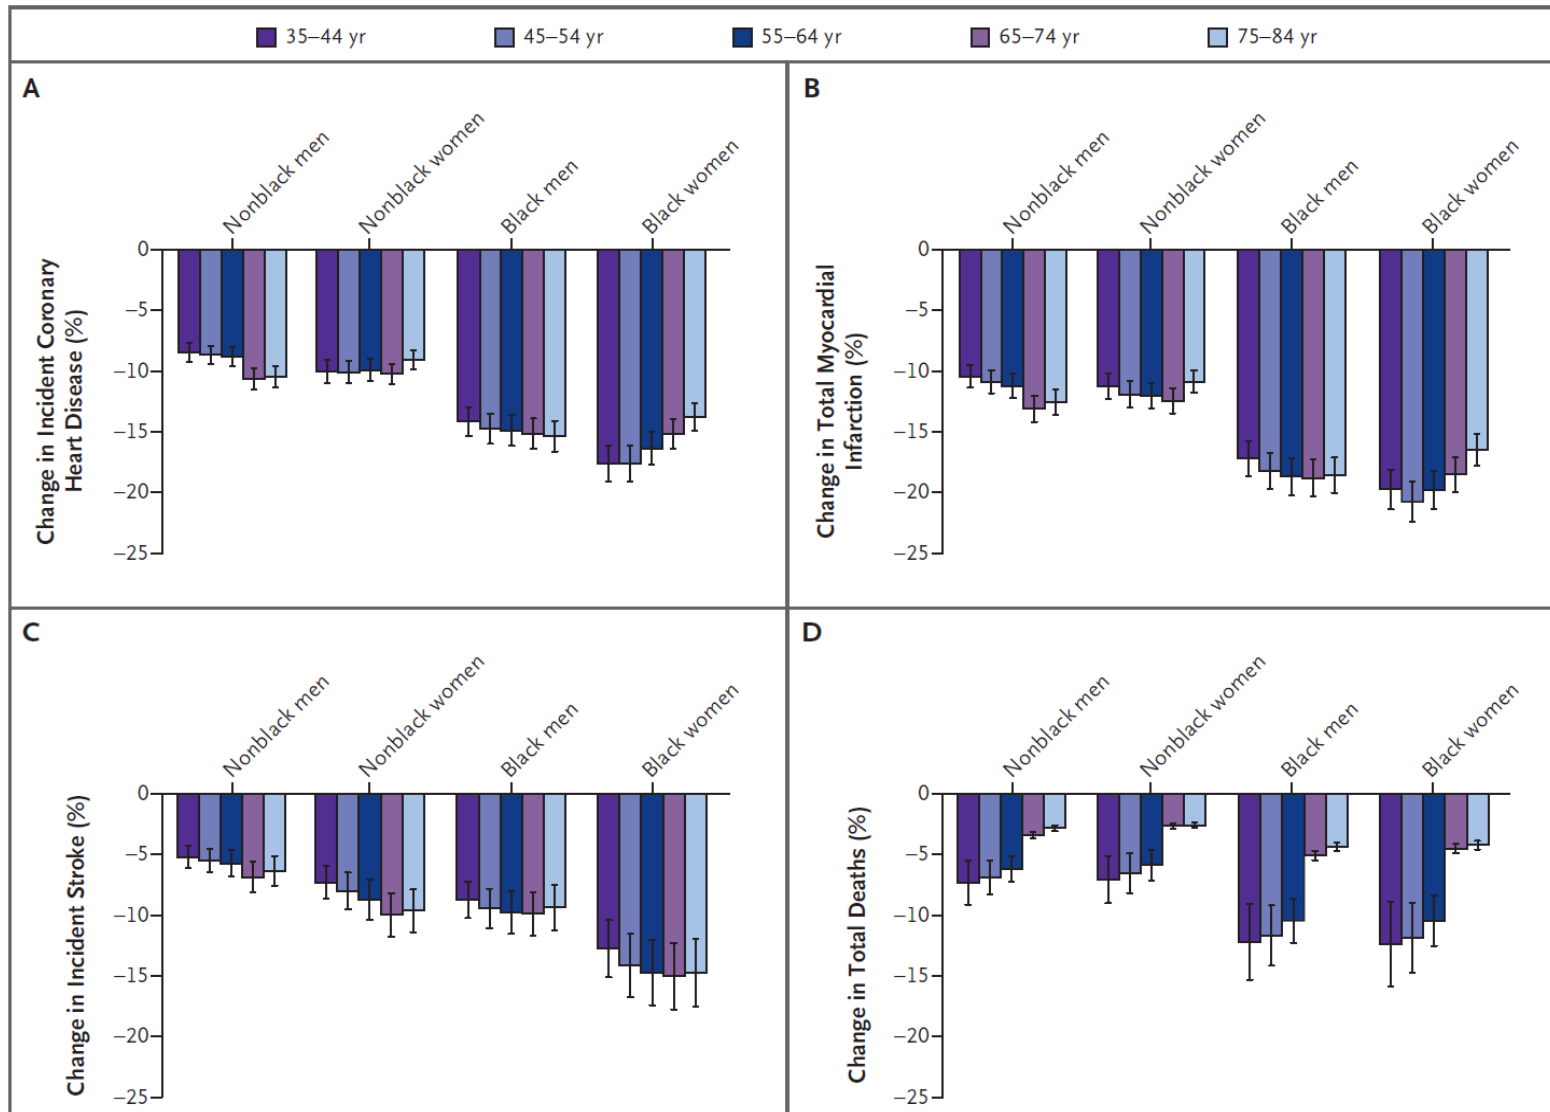 35–44 yr
45–54 yr
55–64 yr
65–74 yr
75–84 yr
A
Nonblack men
Nonblack women
Black men
Black women
Change in Incident Coronary
Heart Disease (%)
0
–5
–10
–15
–20
–25
B
Nonblack men
Nonblack women
Black men
Black women
Change in Total Myocardial
Infarction (%)
0
–5
–10
–15
–20
–25
C
Nonblack men
Nonblack women
Black men
Black women
Change in Incident Stroke (%)
0
–5
–10
–15
–20
–25
D
Nonblack men
Nonblack women
Black men
Black women
Change in Total Deaths (%)
0
–5
–10
–15
–20
–25